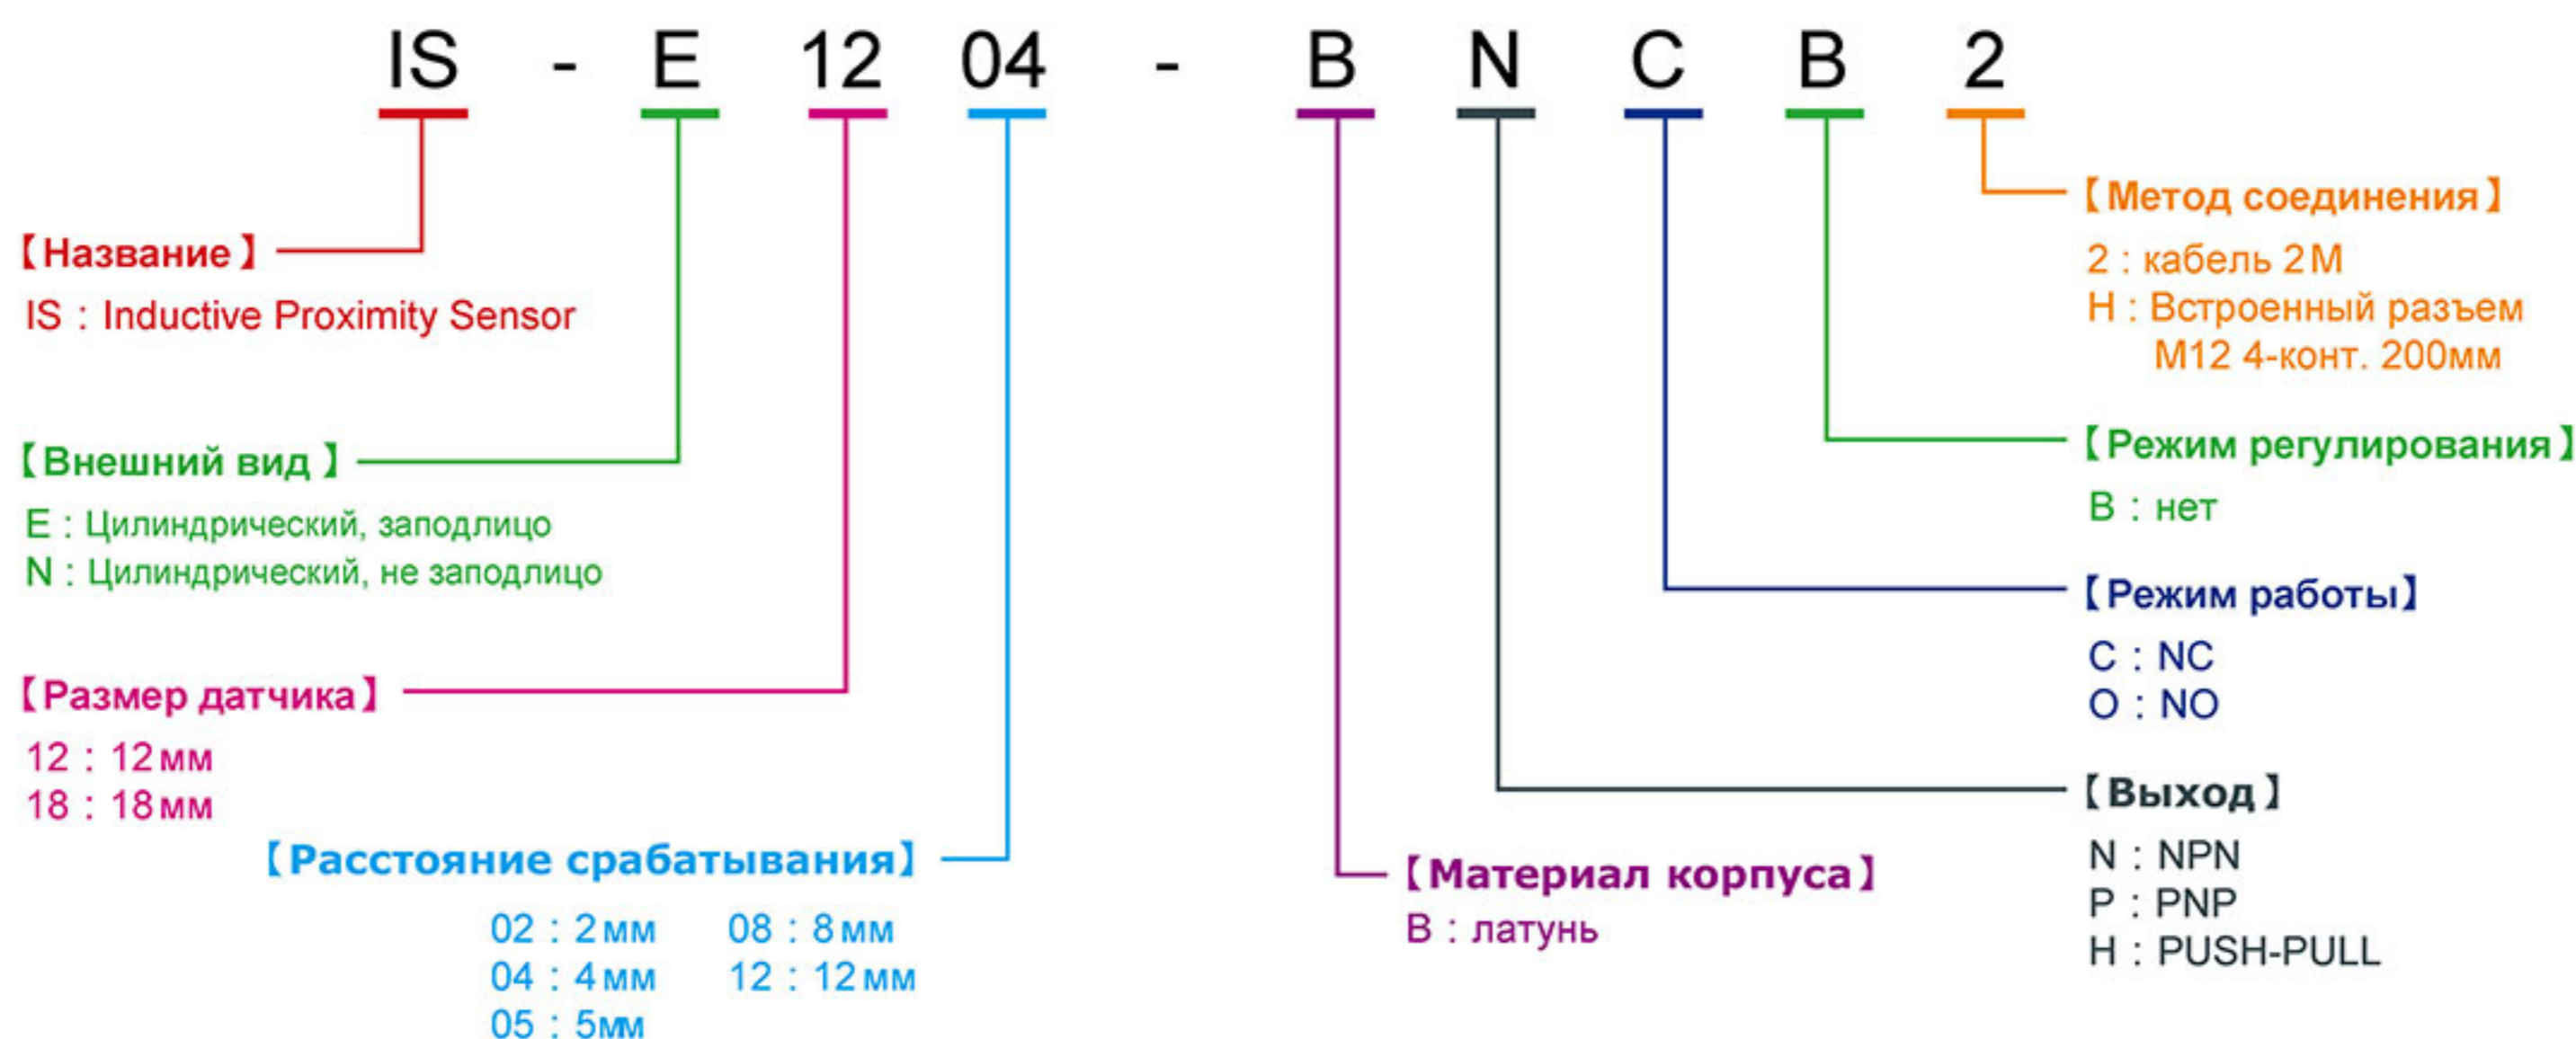 IS - E 12 04 - B N C B 2
【Название】
IS : Inductive Proximity Sensor
【Внешний вид】
E : Цилиндрический, заподлицо
N : Цилиндрический, не заподлицо
【Размер датчика】
12 : 12мм
18 : 18мм
【Расстояние срабатывания】
02 : 2мм 08 : 8мм
04 : 4мм 12 : 12мм
05 : 5мм
【Материал корпуса】
B : латунь
【Метод соединения】
2 : кабель 2М
H : Встроенный разъем
M12 4-конт. 200мм
【Режим регулирования】
B : нет
【Режим работы】
C : NC
O : NO
【Выход】
N : NPN
P : PNP
H : PUSH-PULL